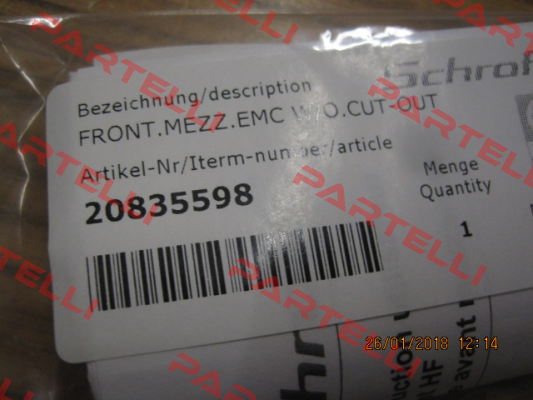 Schrof
Bezeichnung/description
FRONT.MEZZ.EMC W/O.CUT-OUT
Artikel-Nr/Iterm-number/article
20835598
Menge
Quantity
1
26/01/2018 12:14
PARTELLI
PARTELLI
PARTELLI
PARTELLI
PARTELLI